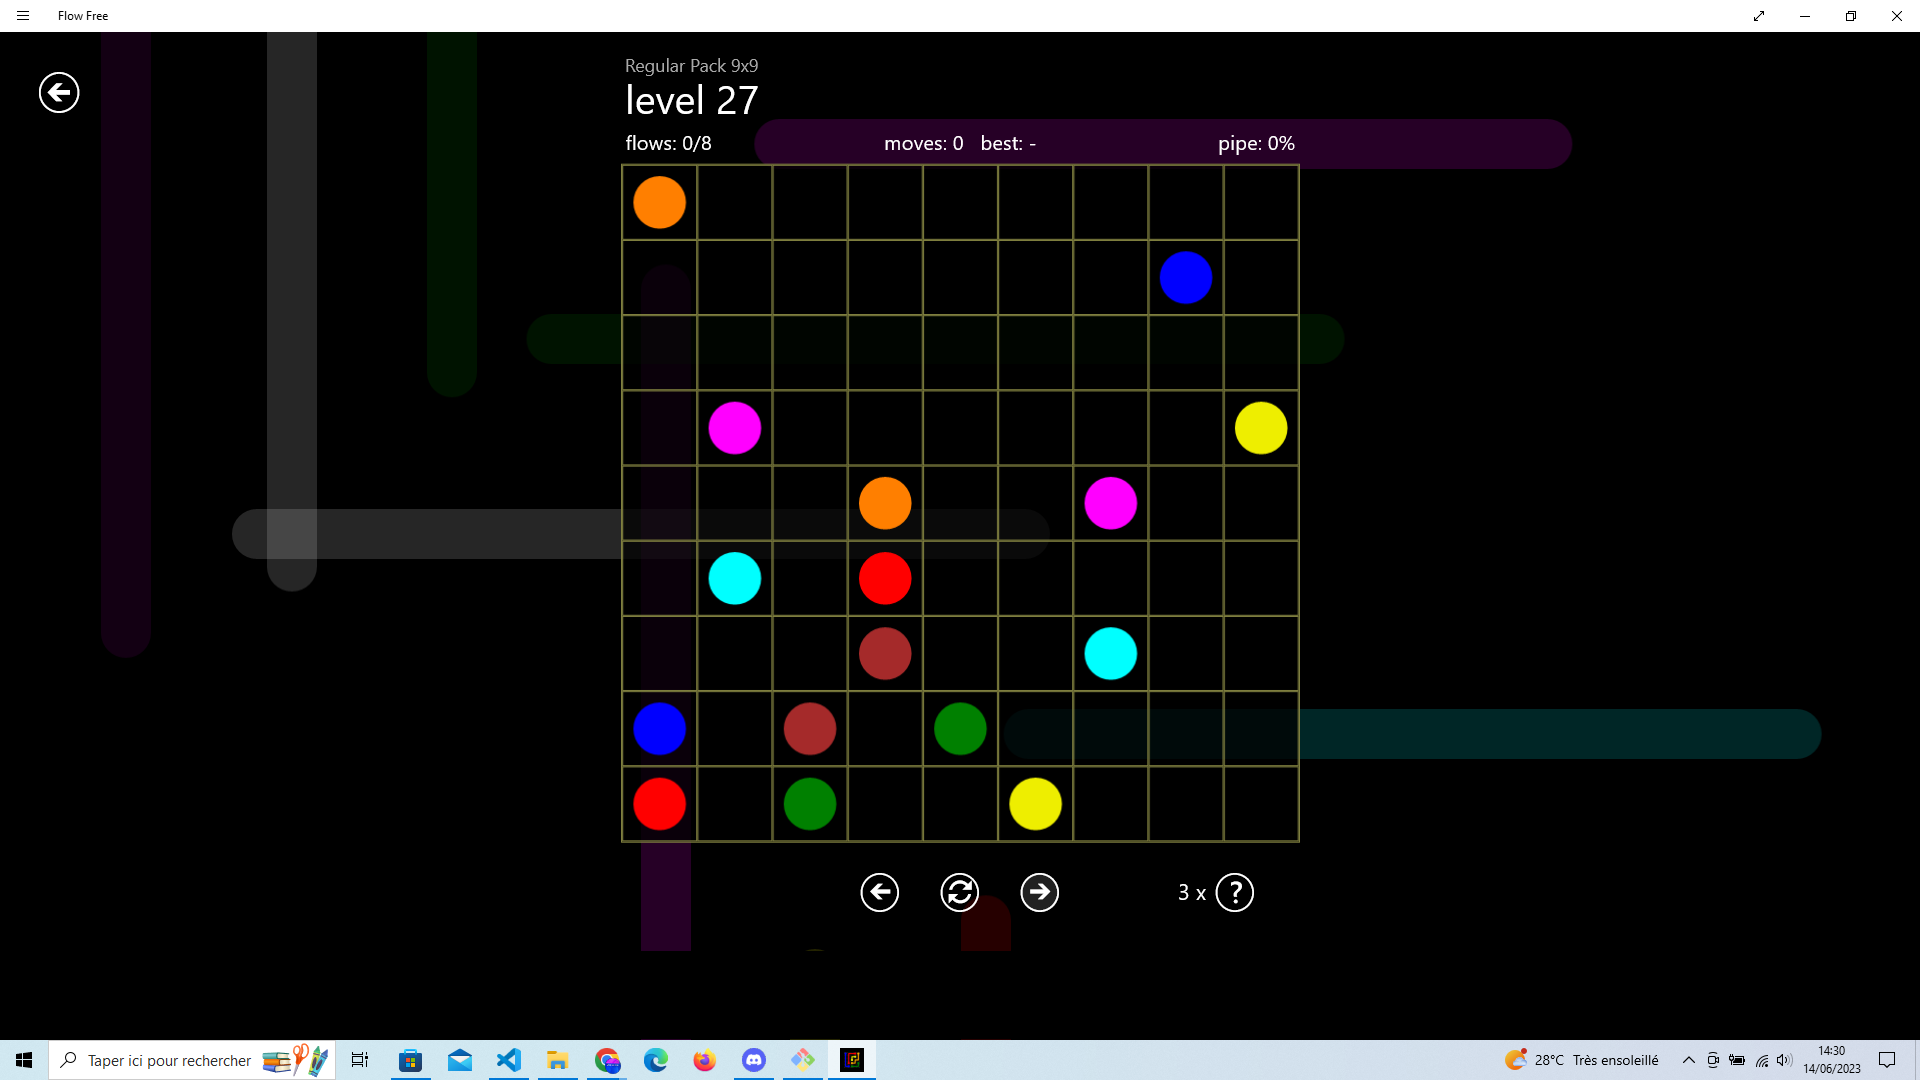 Flow Free
Regular Pack 9x9
level 27
flows: 0/8 moves: 0 best: - pipe: 0%
3 x ?
Taper ici pour rechercher
28°C Très ensoleillé
14:30
14/06/2023